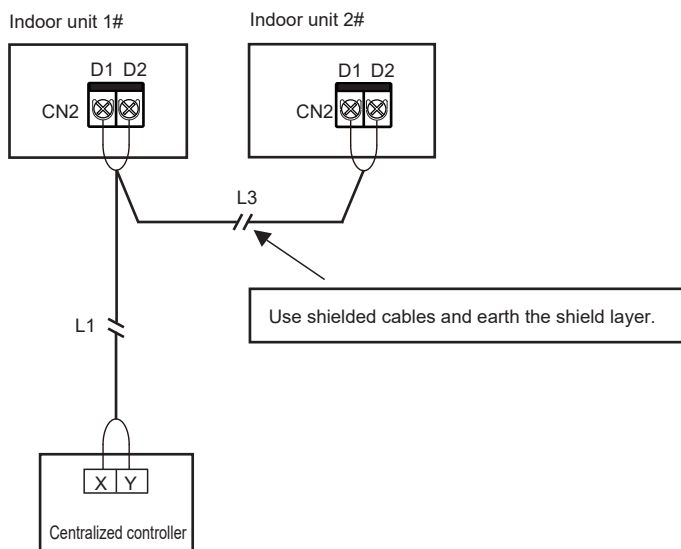 Indoor unit 1#
Indoor unit 2#
D1 D2
D1 D2
CN2
CN2
L3
Use shielded cables and earth the shield layer.
L1
X Y
Centralized controller